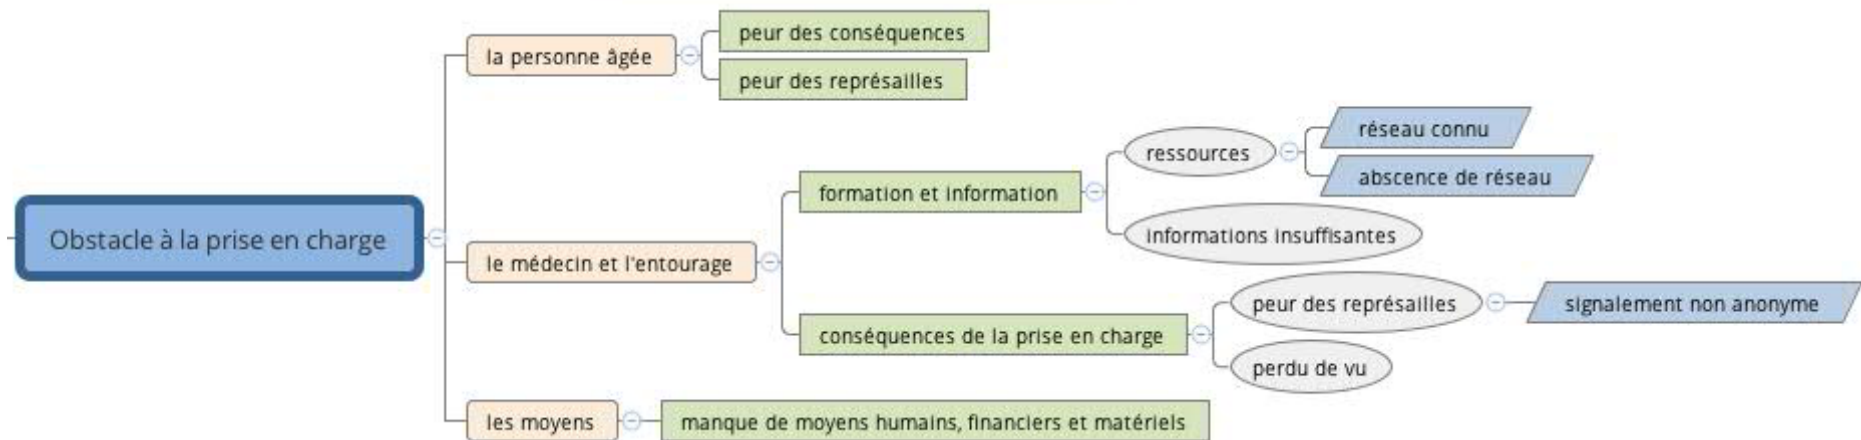 Obstacle à la prise en charge
la personne âgée
peur des conséquences
peur des représailles
le médecin et l'entourage
formation et information
ressources
réseau connu
abscence de réseau
informations insuffisantes
conséquences de la prise en charge
peur des représailles
signalement non anonyme
perdu de vu
les moyens
manque de moyens humains, financiers et matériels